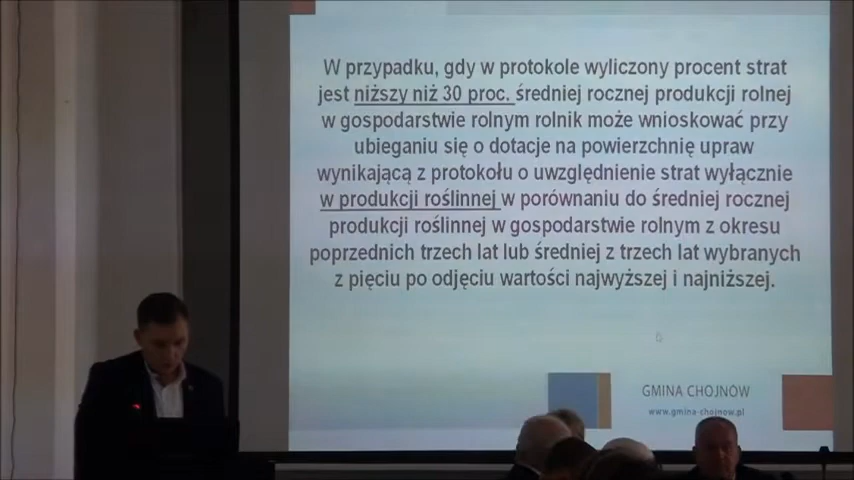 W przypadku, gdy w protokole wyliczony procent strat
jest niższy niż 30 proc. średniej rocznej produkcji rolnej
w gospodarstwie rolnym rolnik może wnioskować przy
ubieganiu się o dotacje na powierzchnię upraw
wynikającą z protokołu o uwzględnienie strat wyłącznie
w produkcji roślinnej w porównaniu do średniej rocznej
produkcji roślinnej w gospodarstwie rolnym z okresu
poprzednich trzech lat lub średniej z trzech lat wybranych
z pięciu po odjęciu wartości najwyższej i najniższej.
GMINA CHOJNÓW
www.gmina-chojnow.pl